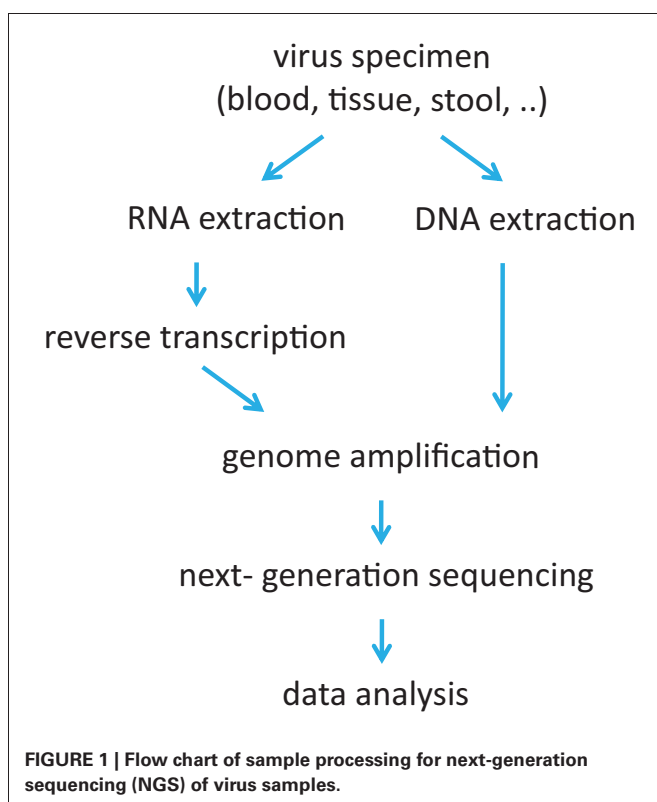 virus specimen
(blood, tissue, stool, ..)
RNA extraction
DNA extraction
reverse transcription
genome amplification
next- generation sequencing
data analysis
FIGURE 1 | Flow chart of sample processing for next-generation
sequencing (NGS) of virus samples.